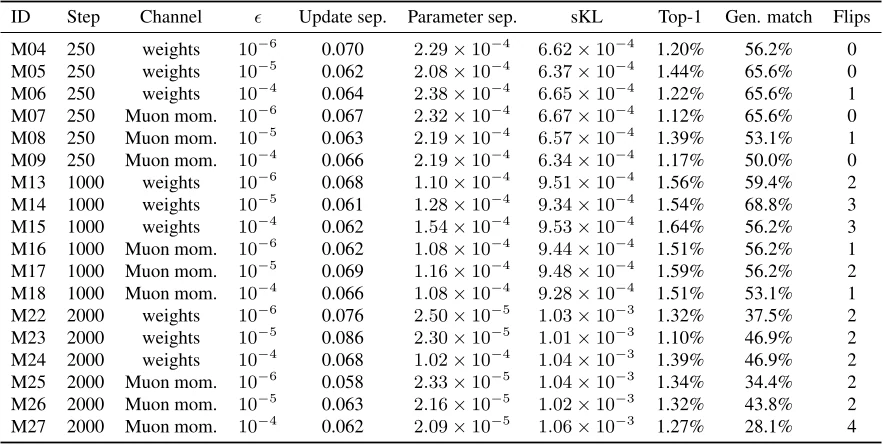 ID Step Channel ϵ Update sep. Parameter sep. sKL Top-1 Gen. match Flips
M04 250 weights 10⁻⁶ 0.070 2.29 × 10⁻⁴ 6.62 × 10⁻⁴ 1.20% 56.2% 0
M05 250 weights 10⁻⁵ 0.062 2.08 × 10⁻⁴ 6.37 × 10⁻⁴ 1.44% 65.6% 0
M06 250 weights 10⁻⁴ 0.064 2.38 × 10⁻⁴ 6.65 × 10⁻⁴ 1.22% 65.6% 1
M07 250 Muon mom. 10⁻⁶ 0.067 2.32 × 10⁻⁴ 6.67 × 10⁻⁴ 1.12% 65.6% 0
M08 250 Muon mom. 10⁻⁵ 0.063 2.19 × 10⁻⁴ 6.57 × 10⁻⁴ 1.39% 53.1% 1
M09 250 Muon mom. 10⁻⁴ 0.066 2.19 × 10⁻⁴ 6.34 × 10⁻⁴ 1.17% 50.0% 0
M13 1000 weights 10⁻⁶ 0.068 1.10 × 10⁻⁴ 9.51 × 10⁻⁴ 1.56% 59.4% 2
M14 1000 weights 10⁻⁵ 0.061 1.28 × 10⁻⁴ 9.34 × 10⁻⁴ 1.54% 68.8% 3
M15 1000 weights 10⁻⁴ 0.062 1.54 × 10⁻⁴ 9.53 × 10⁻⁴ 1.64% 56.2% 3
M16 1000 Muon mom. 10⁻⁶ 0.062 1.08 × 10⁻⁴ 9.44 × 10⁻⁴ 1.51% 56.2% 1
M17 1000 Muon mom. 10⁻⁵ 0.069 1.16 × 10⁻⁴ 9.48 × 10⁻⁴ 1.59% 56.2% 2
M18 1000 Muon mom. 10⁻⁴ 0.066 1.08 × 10⁻⁴ 9.28 × 10⁻⁴ 1.51% 53.1% 1
M22 2000 weights 10⁻⁶ 0.076 2.50 × 10⁻⁵ 1.03 × 10⁻³ 1.32% 37.5% 2
M23 2000 weights 10⁻⁵ 0.086 2.30 × 10⁻⁵ 1.01 × 10⁻³ 1.10% 46.9% 2
M24 2000 weights 10⁻⁴ 0.068 1.02 × 10⁻⁴ 1.04 × 10⁻³ 1.39% 46.9% 2
M25 2000 Muon mom. 10⁻⁶ 0.058 2.33 × 10⁻⁵ 1.04 × 10⁻³ 1.34% 34.4% 2
M26 2000 Muon mom. 10⁻⁵ 0.063 2.16 × 10⁻⁵ 1.02 × 10⁻³ 1.32% 43.8% 2
M27 2000 Muon mom. 10⁻⁴ 0.062 2.09 × 10⁻⁵ 1.06 × 10⁻³ 1.27% 28.1% 4